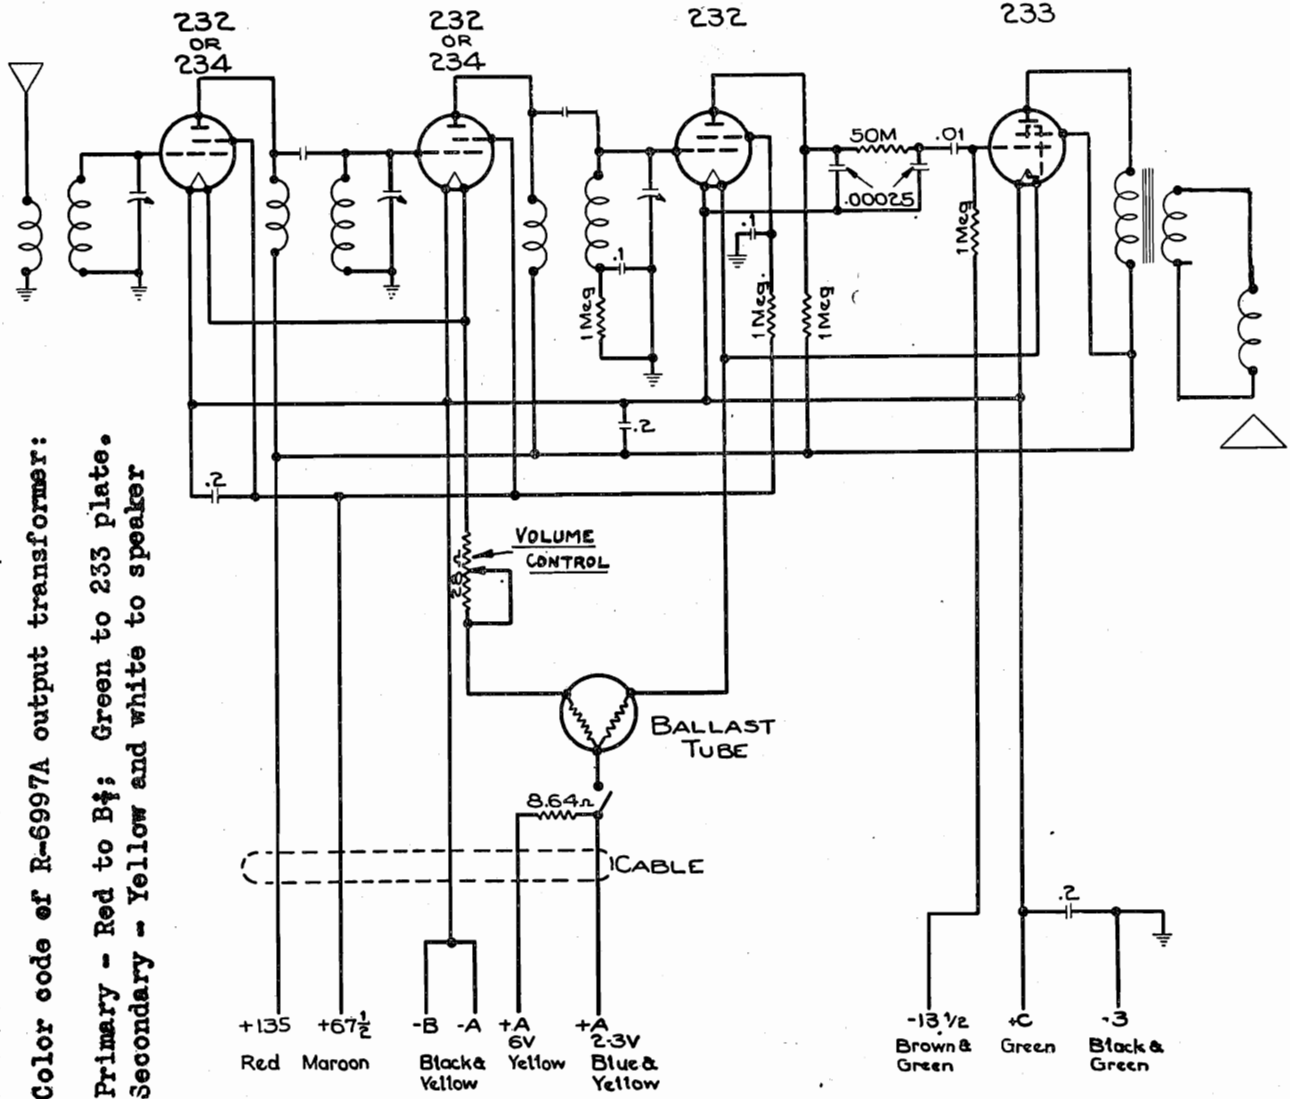 232
OR
234
232
OR
234
232
233
50M
.01
.00025
.1
.1
1 Meg
1 Meg.
1 Meg
1 Meg
.2
.2
VOLUME
CONTROL
28Ω
BALLAST
TUBE
8.64Ω
CABLE
.2
+135
Red
+67½
Maroon
-B
-A
Black &
Yellow
+A
6V
Yellow
+A
2-3V
Blue &
Yellow
-13 1/2
Brown &
Green
+C
Green
-3
Black &
Green
Color code of R-6997A output transformer:
Primary - Red to B+; Green to 233 plate.
Secondary - Yellow and white to speaker